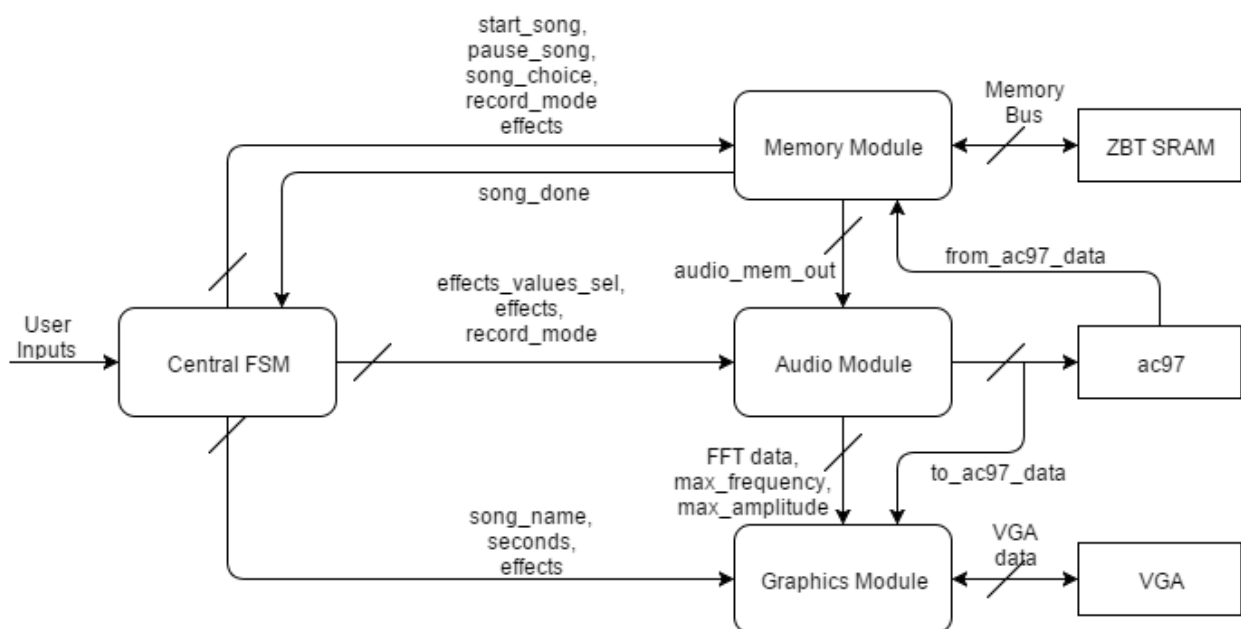 start_song,
pause_song,
song_choice,
record_mode
effects
Memory
Bus
Memory Module
ZBT SRAM
song_done
audio_mem_out
from_ac97_data
effects_values_sel,
effects,
record_mode
User
Inputs
Central FSM
Audio Module
ac97
FFT data,
max_frequency,
max_amplitude
to_ac97_data
song_name,
seconds,
effects
VGA
data
Graphics Module
VGA